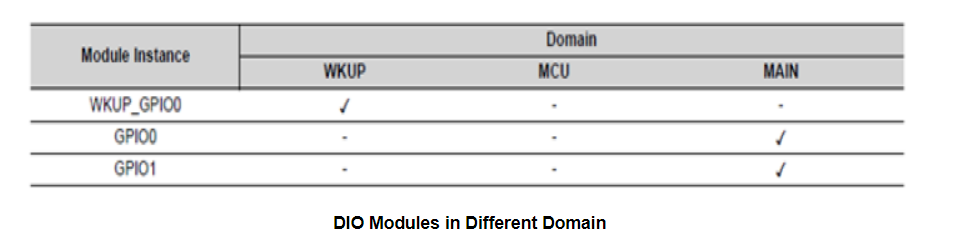 Module Instance Domain
WKUP MCU MAIN
WKUP_GPIO0 ✓ - -
GPIO0 - - ✓
GPIO1 - - ✓
DIO Modules in Different Domain